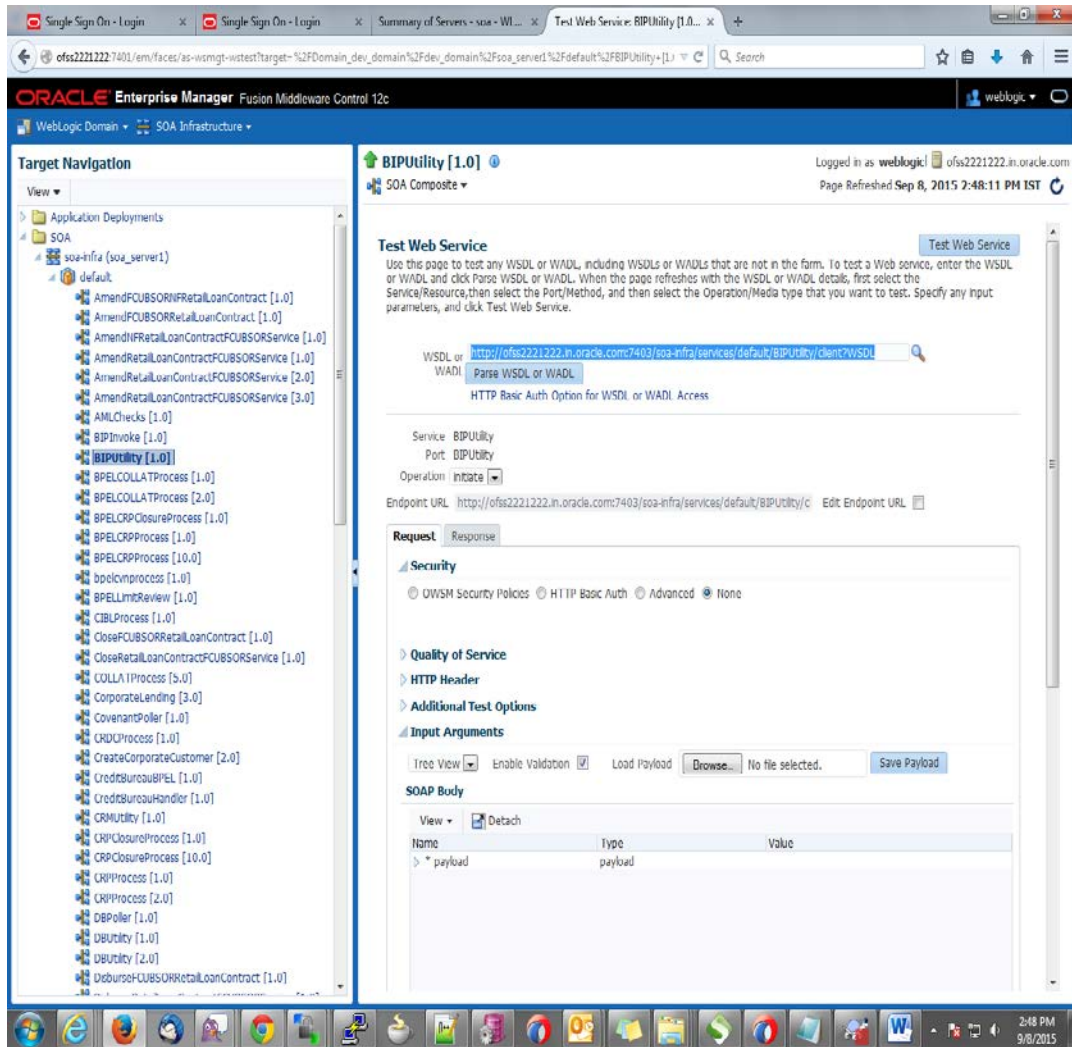 Single Sign On - Login
Single Sign On - Login
Summary of Servers - soa - Wl...
Test Web Service: BIPUtility [1.0...
ofss2221222:7401/em/faces/as-wsmgt-wstest?target=%2FDomain_dev_domain%2Fdev_domain%2Fsoa_server1%2Fdefault%2FBIPUtility+[1.
Search
ORACLE Enterprise Manager Fusion Middleware Control 12c
weblogic
WebLogic Domain
SOA Infrastructure
Target Navigation
View
Application Deployments
SOA
soa-infra (soa_server1)
default
AmendFCUBSORNFRetailLoanContract [1.0]
AmendFCUBSORRetailLoanContract [1.0]
AmendNFRetailLoanContractFCUBSORService [1.0]
AmendRetailLoanContractFCUBSORService [1.0]
AmendRetailLoanContractFCUBSORService [2.0]
AmendRetailLoanContractFCUBSORService [3.0]
AMLChecks [1.0]
BIPInvoke [1.0]
BIPUtility [1.0]
BPELCOLLATProcess [1.0]
BPELCOLLATProcess [2.0]
BPELCRPClosureProcess [1.0]
BPELCRPProcess [1.0]
BPELCRPProcess [10.0]
bpelcvnprocess [1.0]
BPELLimitReview [1.0]
CIBLProcess [1.0]
CloseFCUBSORRetailLoanContract [1.0]
CloseRetailLoanContractFCUBSORService [1.0]
COLLATProcess [5.0]
CorporateLending [3.0]
CovenantPoller [1.0]
CRDCProcess [1.0]
CreateCorporateCustomer [2.0]
CreditBureauBPEL [1.0]
CreditBureauHandler [1.0]
CRMUtility [1.0]
CRPClosureProcess [1.0]
CRPClosureProcess [10.0]
CRPProcess [1.0]
CRPProcess [2.0]
DBPoller [1.0]
DBUtility [1.0]
DBUtility [2.0]
DisburseFCUBSORRetailLoanContract [1.0]
BIPUtility [1.0]
SOA Composite
Logged in as weblogic
ofss2221222.in.oracle.com
Page Refreshed Sep 8, 2015 2:48:11 PM IST
Test Web Service
Test Web Service
Use this page to test any WSDL or WADL, including WSDLs or WADLs that are not in the farm. To test a Web service, enter the WSDL
or WADL and click Parse WSDL or WADL. When the page refreshes with the WSDL or WADL details, first select the
Service/Resource,then select the Port/Method, and then select the Operation/Media type that you want to test. Specify any input
parameters, and click Test Web Service.
WSDL or WADL
http://ofss2221222.in.oracle.com:7403/soa-infra/services/default/BIPUtility/client?WSDL
Parse WSDL or WADL
HTTP Basic Auth Option for WSDL or WADL Access
Service BIPUtility
Port BIPUtility
Operation initiate
Endpoint URL http://ofss2221222.in.oracle.com:7403/soa-infra/services/default/BIPUtility/c Edit Endpoint URL
Request Response
Security
OWSM Security Policies HTTP Basic Auth Advanced None
Quality of Service
HTTP Header
Additional Test Options
Input Arguments
Tree View Enable Validation Load Payload Browse... No file selected. Save Payload
SOAP Body
View Detach
Name Type Value
* payload payload
2:48 PM
9/8/2015